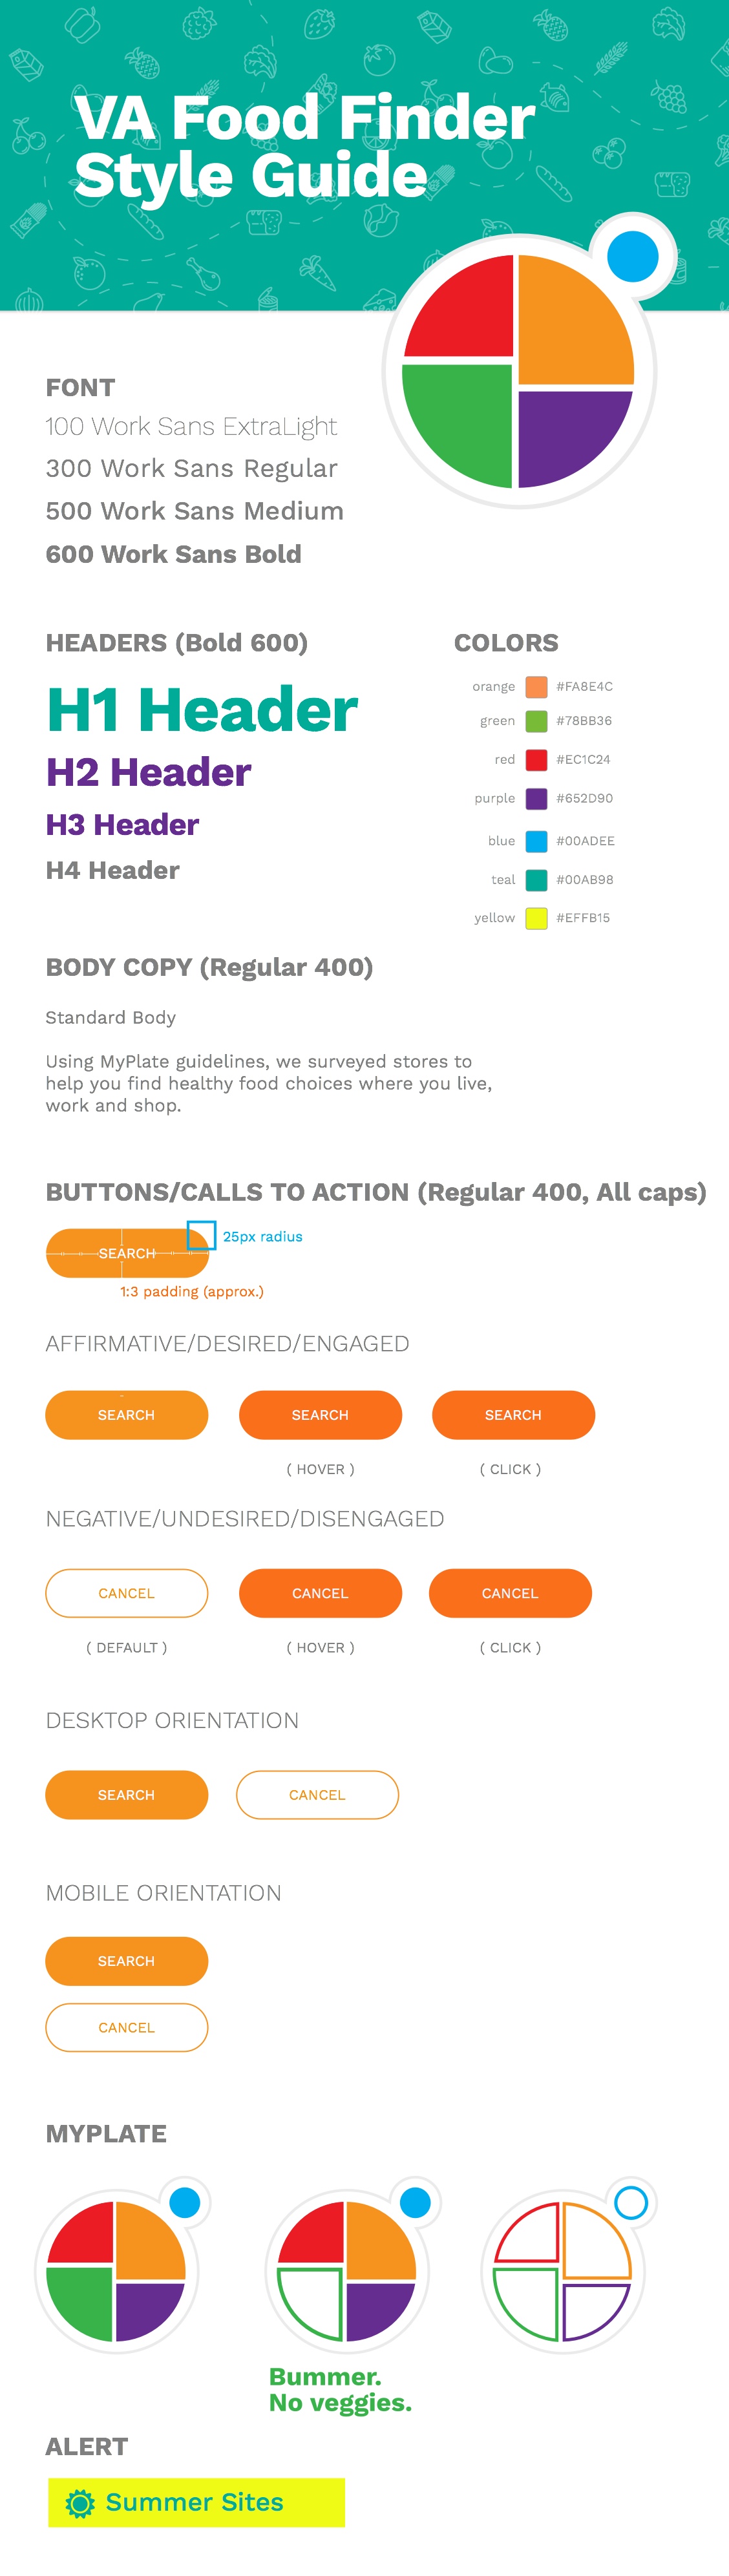 VA Food Finder
Style Guide
FONT
100 Work Sans ExtraLight
300 Work Sans Regular
500 Work Sans Medium
600 Work Sans Bold
HEADERS (Bold 600)
H1 Header
H2 Header
H3 Header
H4 Header
COLORS
orange #FA8E4C
green #78BB36
red #EC1C24
purple #652D90
blue #00ADEE
teal #00AB98
yellow #EFFB15
BODY COPY (Regular 400)
Standard Body
Using MyPlate guidelines, we surveyed stores to
help you find healthy food choices where you live,
work and shop.
BUTTONS/CALLS TO ACTION (Regular 400, All caps)
SEARCH
25px radius
1:3 padding (approx.)
AFFIRMATIVE/DESIRED/ENGAGED
SEARCH SEARCH SEARCH
( HOVER ) ( CLICK )
NEGATIVE/UNDESIRED/DISENGAGED
CANCEL CANCEL CANCEL
( DEFAULT ) ( HOVER ) ( CLICK )
DESKTOP ORIENTATION
SEARCH CANCEL
MOBILE ORIENTATION
SEARCH
CANCEL
MYPLATE
Bummer.
No veggies.
ALERT
Summer Sites